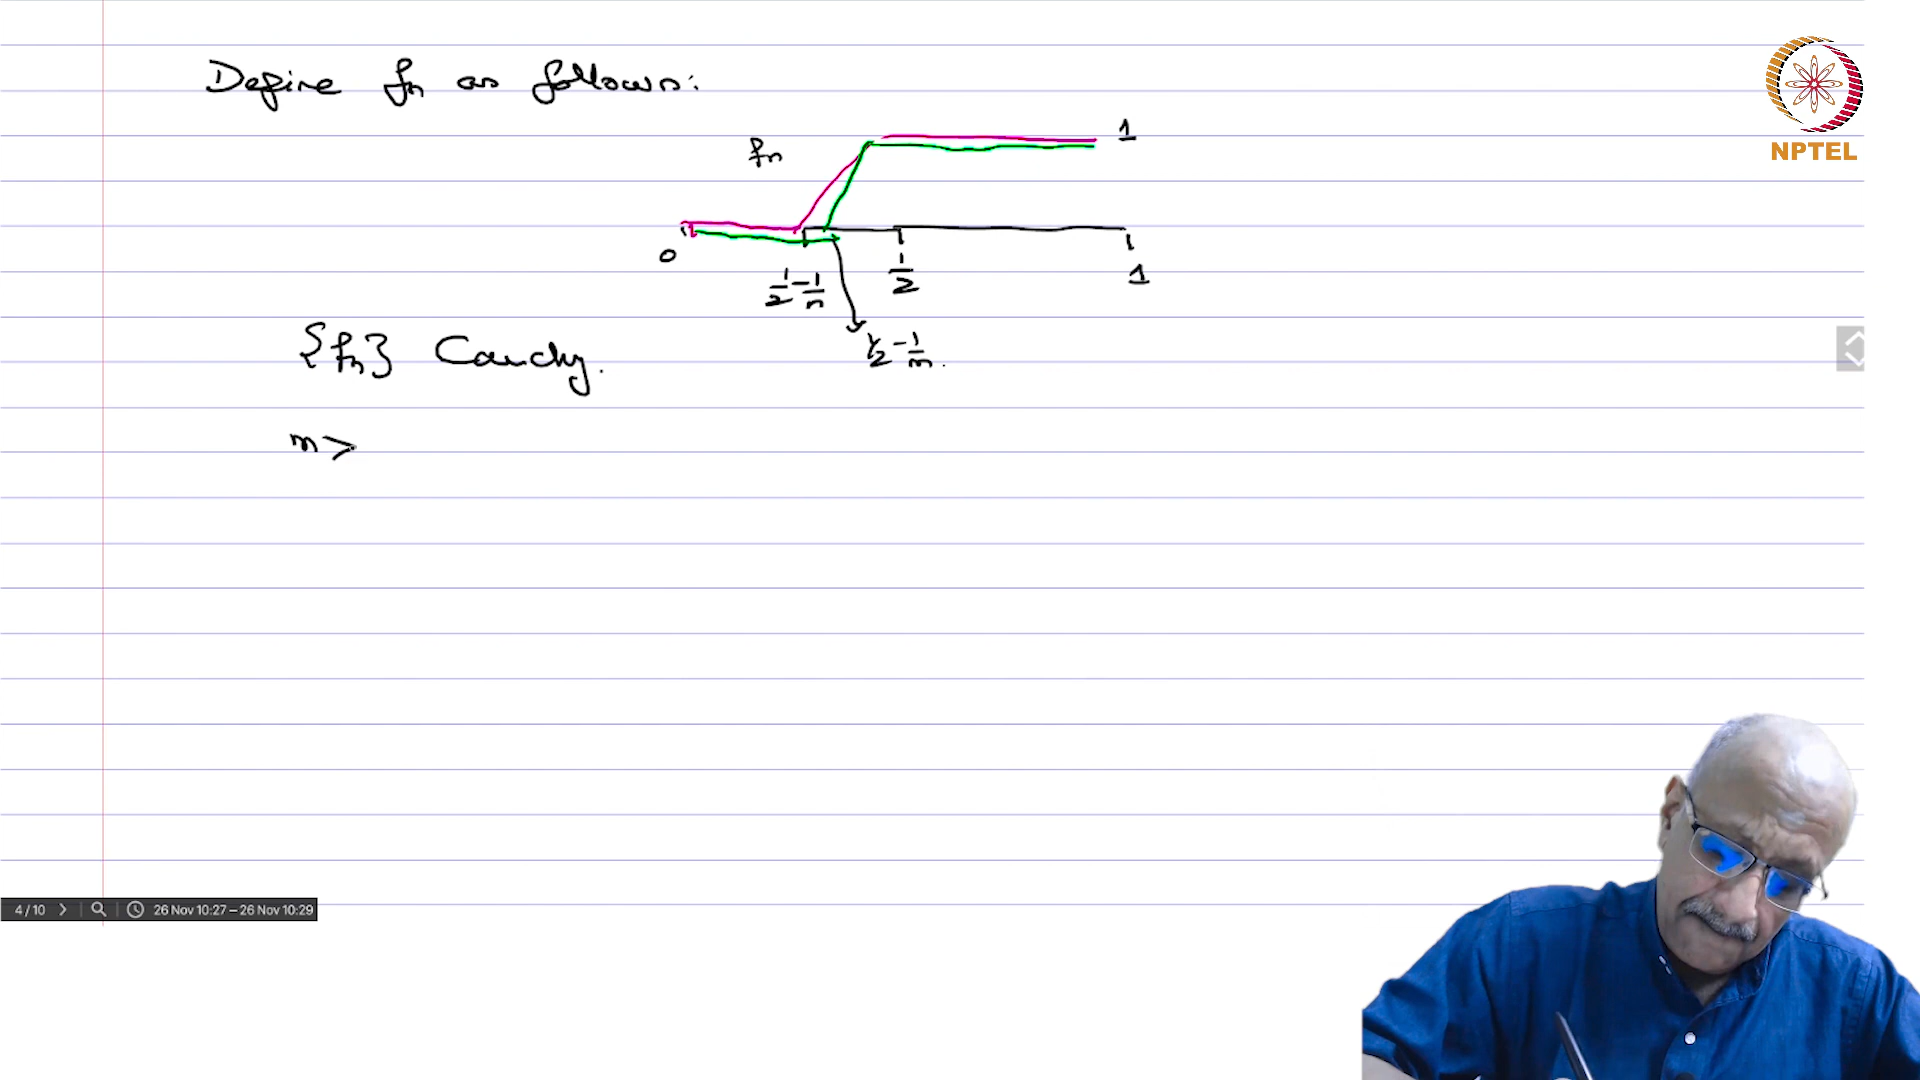 Define fn as follows:
1
fn
NPTEL
0
1/2 - 1/n
1/2
1
1/2 - 1/m.
{fn} Cauchy.
m >
4 / 10
26 Nov 10:27 – 26 Nov 10:29